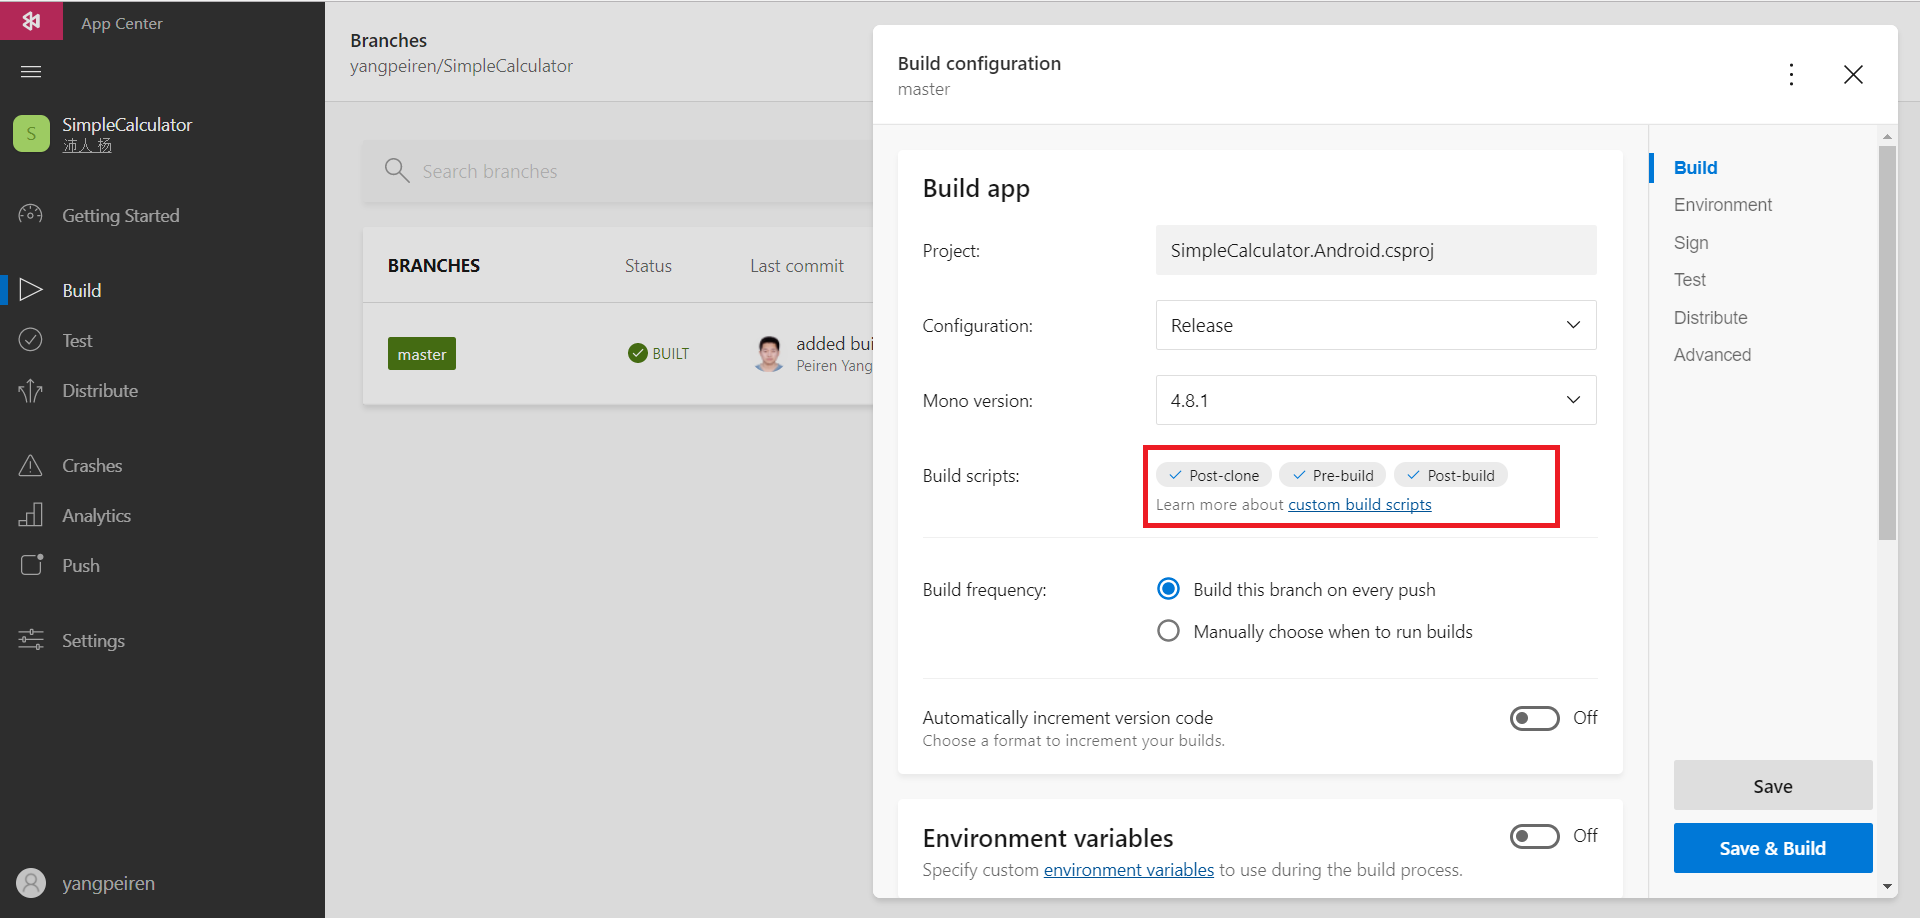 App Center
S
SimpleCalculator
沛人 杨
Getting Started
Build
Test
Distribute
Crashes
Analytics
Push
Settings
yangpeiren
Branches
yangpeiren/SimpleCalculator
Search branches
BRANCHES Status Last commit
master BUILT added bui
Peiren Yang
Build configuration
master
Build app
Project: SimpleCalculator.Android.csproj
Configuration: Release
Mono version: 4.8.1
Build scripts: Post-clone Pre-build Post-build
Learn more about custom build scripts
Build frequency: Build this branch on every push
Manually choose when to run builds
Automatically increment version code Off
Choose a format to increment your builds.
Environment variables Off
Specify custom environment variables to use during the build process.
Build
Environment
Sign
Test
Distribute
Advanced
Save
Save & Build